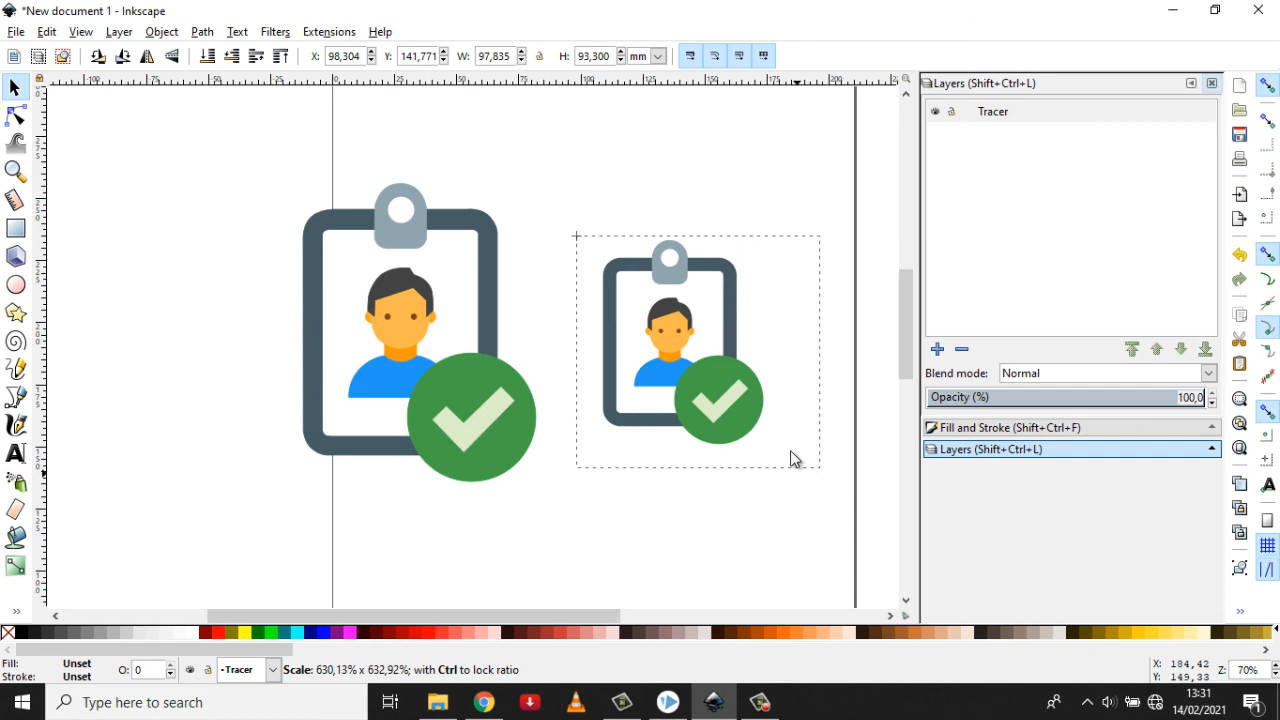 *New document 1 - Inkscape
File Edit View Layer Object Path Text Filters Extensions Help
X: 98,304 Y: 141,771 W: 97,835 H: 93,300 mm
Layers (Shift+Ctrl+L)
Tracer
Blend mode: Normal
Opacity (%) 100,0
Fill and Stroke (Shift+Ctrl+F)
Layers (Shift+Ctrl+L)
Fill: Unset
Stroke: Unset
O: 0
-Tracer
Scale: 630,13% x 632,92%; with Ctrl to lock ratio
X: 184,42
Y: 149,33
Z: 70%
Type here to search
13:31
14/02/2021